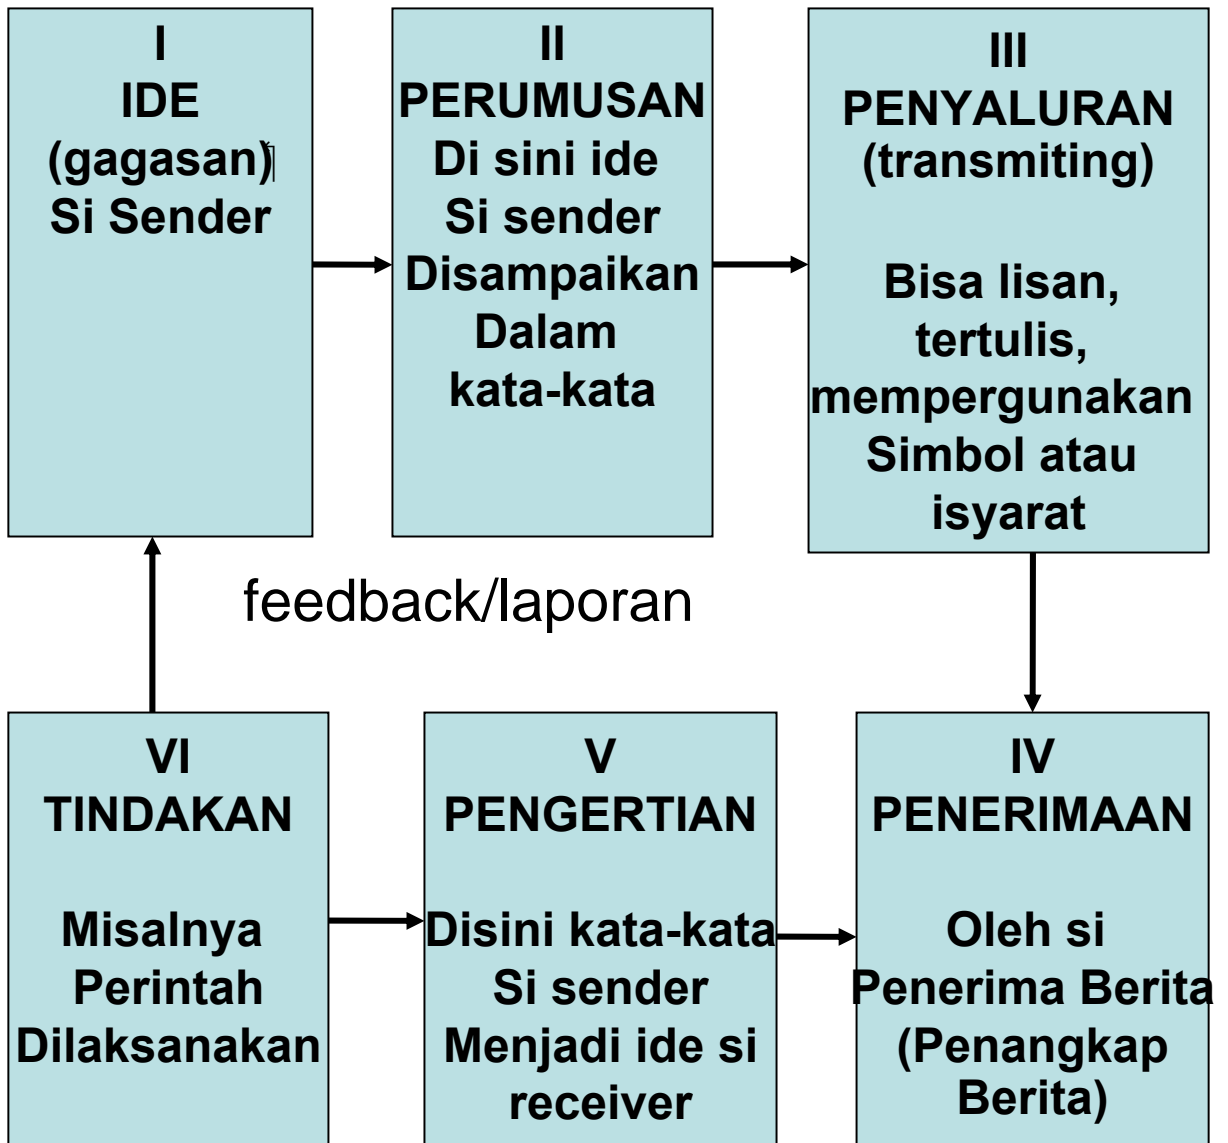 I
IDE
(gagasan)
Si Sender
II
PERUMUSAN
Di sini ide
Si sender
Disampaikan
Dalam
kata-kata
III
PENYALURAN
(transmiting)
Bisa lisan,
tertulis,
mempergunakan
Simbol atau
isyarat
feedback/laporan
VI
TINDAKAN
Misalnya
Perintah
Dilaksanakan
V
PENGERTIAN
Disini kata-kata
Si sender
Menjadi ide si
receiver
IV
PENERIMAAN
Oleh si
Penerima Berita
(Penangkap
Berita)